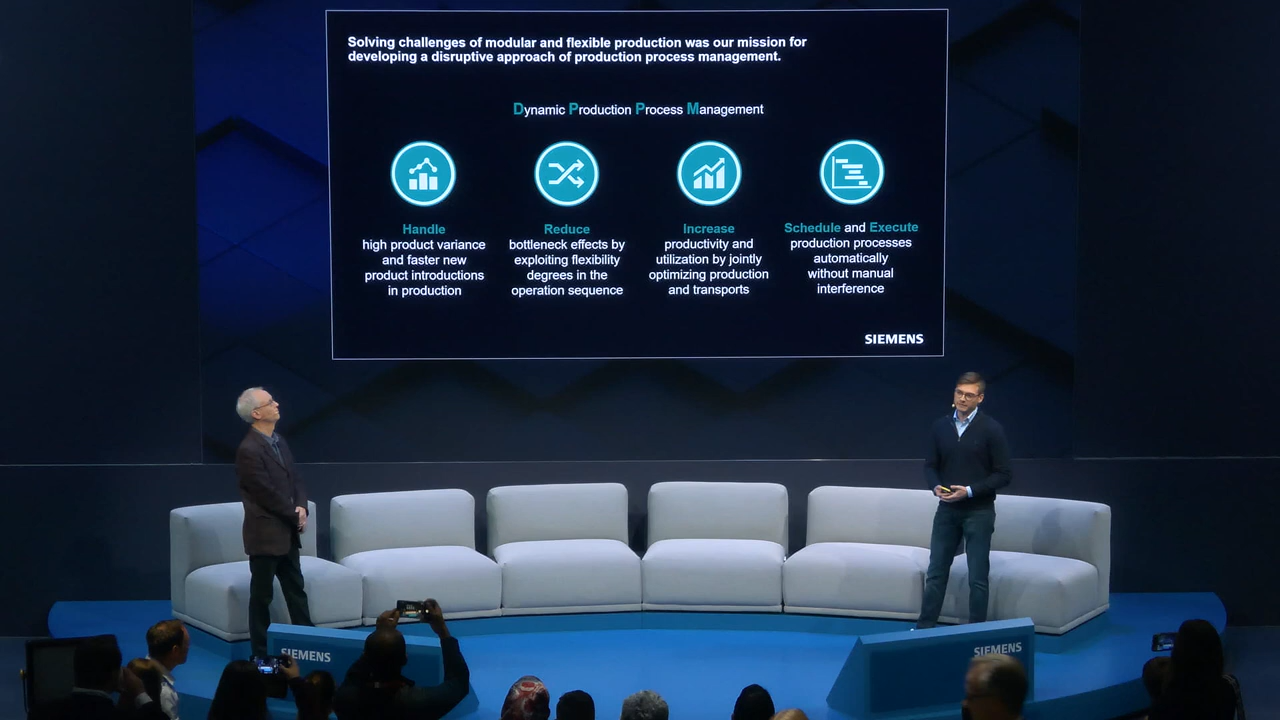 Solving challenges of modular and flexible production was our mission for
developing a disruptive approach of production process management.
Dynamic Production Process Management
Handle
high product variance
and faster new
product introductions
in production
Reduce
bottleneck effects by
exploiting flexibility
degrees in the
operation sequence
Increase
productivity and
utilization by jointly
optimizing production
and transports
Schedule and Execute
production processes
automatically
without manual
interference
SIEMENS
SIEMENS
SIEMENS